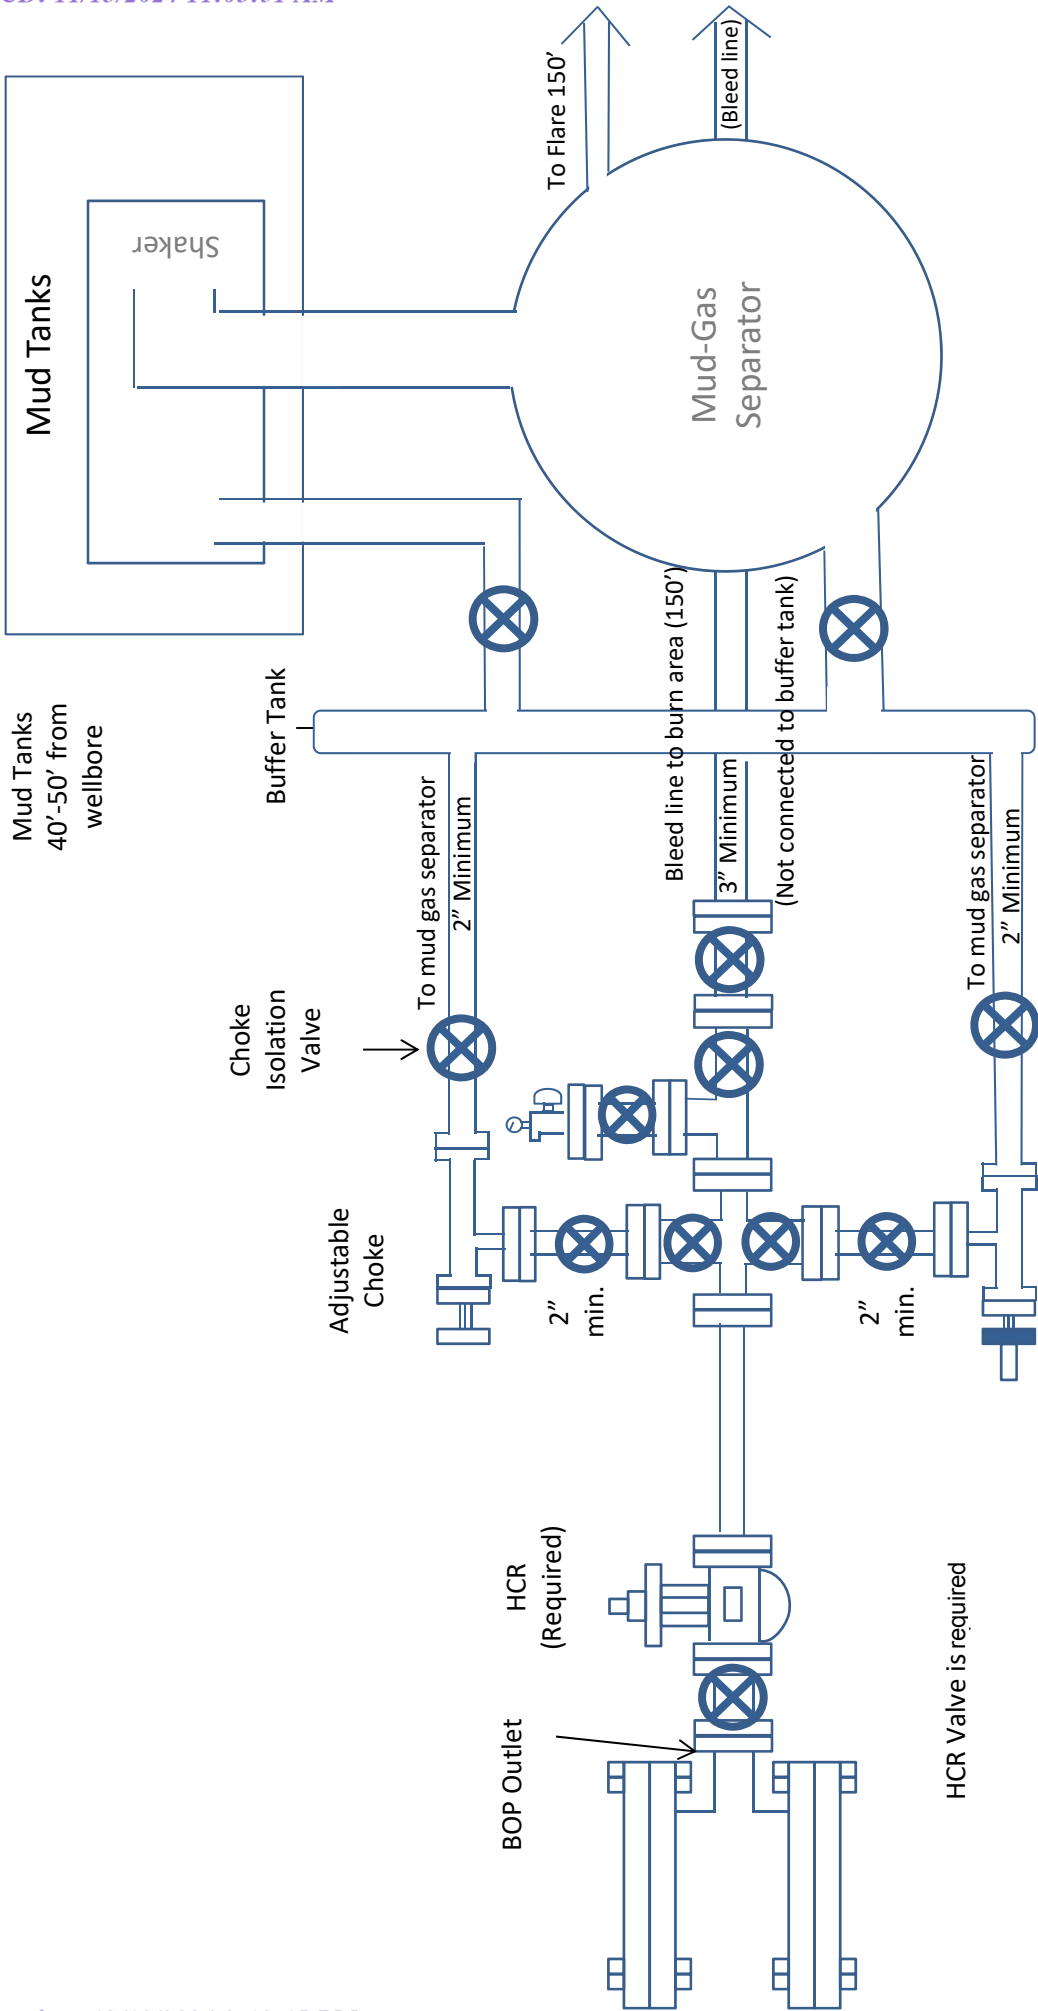 Mud Tanks
Shaker
To Flare 150’
(Bleed line)
Mud-Gas
Separator
Mud Tanks
40’-50’ from
wellbore
Buffer Tank
To mud gas separator
2” Minimum
Bleed line to burn area (150’)
3” Minimum
(Not connected to buffer tank)
To mud gas separator
2” Minimum
Choke
Isolation
Valve
Adjustable
Choke
2”
min.
2”
min.
HCR
(Required)
BOP Outlet
HCR Valve is required